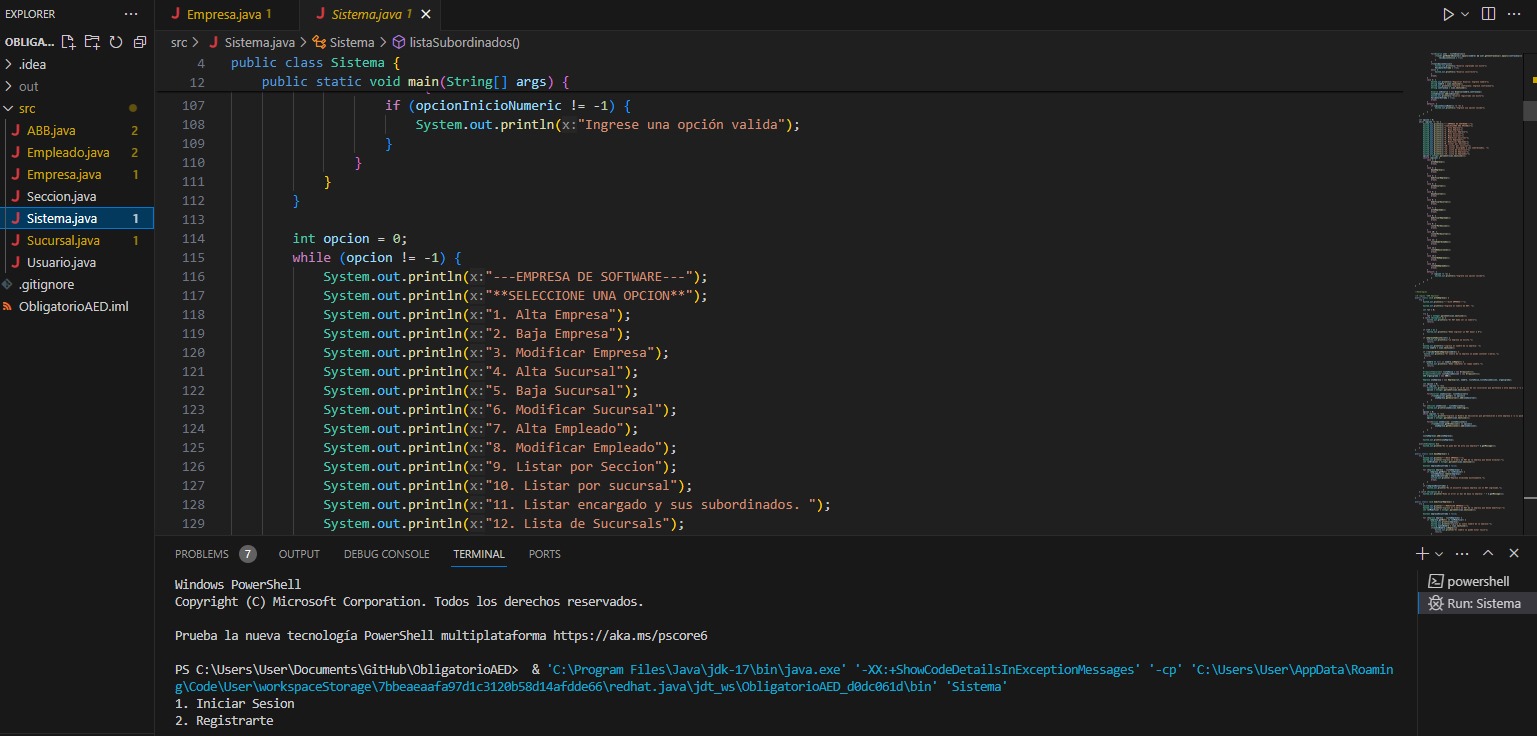 EXPLORER
OBLIGA...
.idea
out
src
ABB.java 2
Empleado.java 2
Empresa.java 1
Seccion.java
Sistema.java 1
Sucursal.java 1
Usuario.java
.gitignore
ObligatorioAED.iml
Empresa.java 1
Sistema.java 1
src > Sistema.java > Sistema > listaSubordinados()
4 public class Sistema {
12 public static void main(String[] args) {
107 if (opcionInicioNumeric != -1) {
108 System.out.println(x:"Ingrese una opción valida");
109 }
110 }
111 }
112 }
113
114 int opcion = 0;
115 while (opcion != -1) {
116 System.out.println(x:"---EMPRESA DE SOFTWARE---");
117 System.out.println(x:"**SELECCIONE UNA OPCION**");
118 System.out.println(x:"1. Alta Empresa");
119 System.out.println(x:"2. Baja Empresa");
120 System.out.println(x:"3. Modificar Empresa");
121 System.out.println(x:"4. Alta Sucursal");
122 System.out.println(x:"5. Baja Sucursal");
123 System.out.println(x:"6. Modificar Sucursal");
124 System.out.println(x:"7. Alta Empleado");
125 System.out.println(x:"8. Modificar Empleado");
126 System.out.println(x:"9. Listar por Seccion");
127 System.out.println(x:"10. Listar por sucursal");
128 System.out.println(x:"11. Listar encargado y sus subordinados. ");
129 System.out.println(x:"12. Lista de Sucursals");
PROBLEMS 7 OUTPUT DEBUG CONSOLE TERMINAL PORTS
Windows PowerShell
Copyright (C) Microsoft Corporation. Todos los derechos reservados.
Prueba la nueva tecnología PowerShell multiplataforma https://aka.ms/pscore6
PS C:\Users\User\Documents\GitHub\ObligatorioAED> & 'C:\Program Files\Java\jdk-17\bin\java.exe' '-XX:+ShowCodeDetailsInExceptionMessages' '-cp' 'C:\Users\User\AppData\Roamin
g\Code\User\workspaceStorage\7bbeaeaafa97d1c3120b58d14afdde66\redhat.java\jdt_ws\ObligatorioAED_d0dc061d\bin' 'Sistema'
1. Iniciar Sesion
2. Registrarte
powershell
Run: Sistema